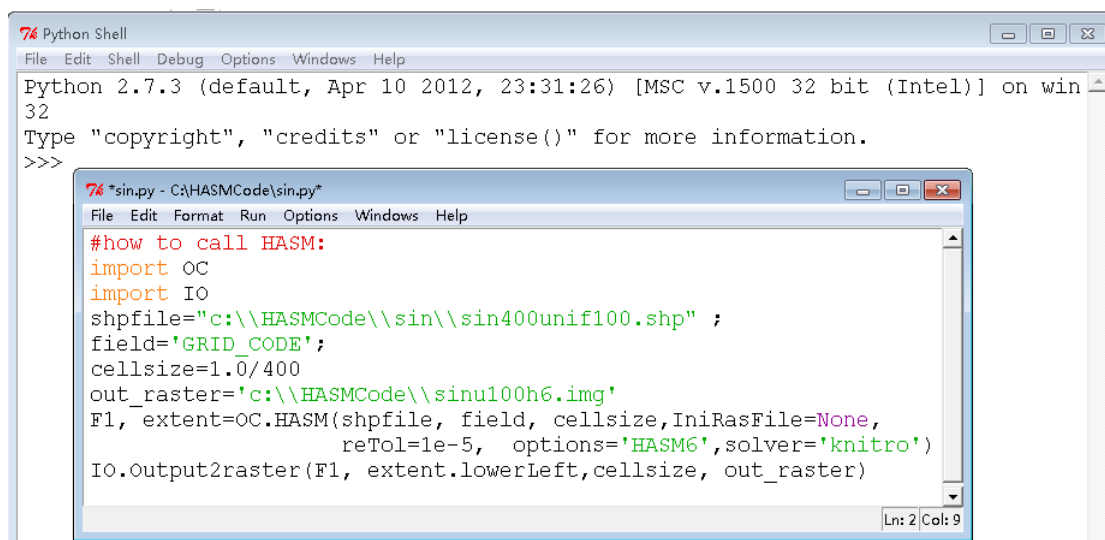 Python Shell
File Edit Shell Debug Options Windows Help
Python 2.7.3 (default, Apr 10 2012, 23:31:26) [MSC v.1500 32 bit (Intel)] on win
32
Type "copyright", "credits" or "license()" for more information.
>>>
*sin.py - C:\HASMCode\sin.py*
File Edit Format Run Options Windows Help
#how to call HASM:
import OC
import IO
shpfile="c:\\HASMCode\\sin\\sin400unif100.shp" ;
field='GRID_CODE';
cellsize=1.0/400
out_raster='c:\\HASMCode\\sinu100h6.img'
F1, extent=OC.HASM(shpfile, field, cellsize,IniRasFile=None,
reTol=1e-5, options='HASM6',solver='knitro')
IO.Output2raster(F1, extent.lowerLeft,cellsize, out_raster)
Ln: 2 Col: 9